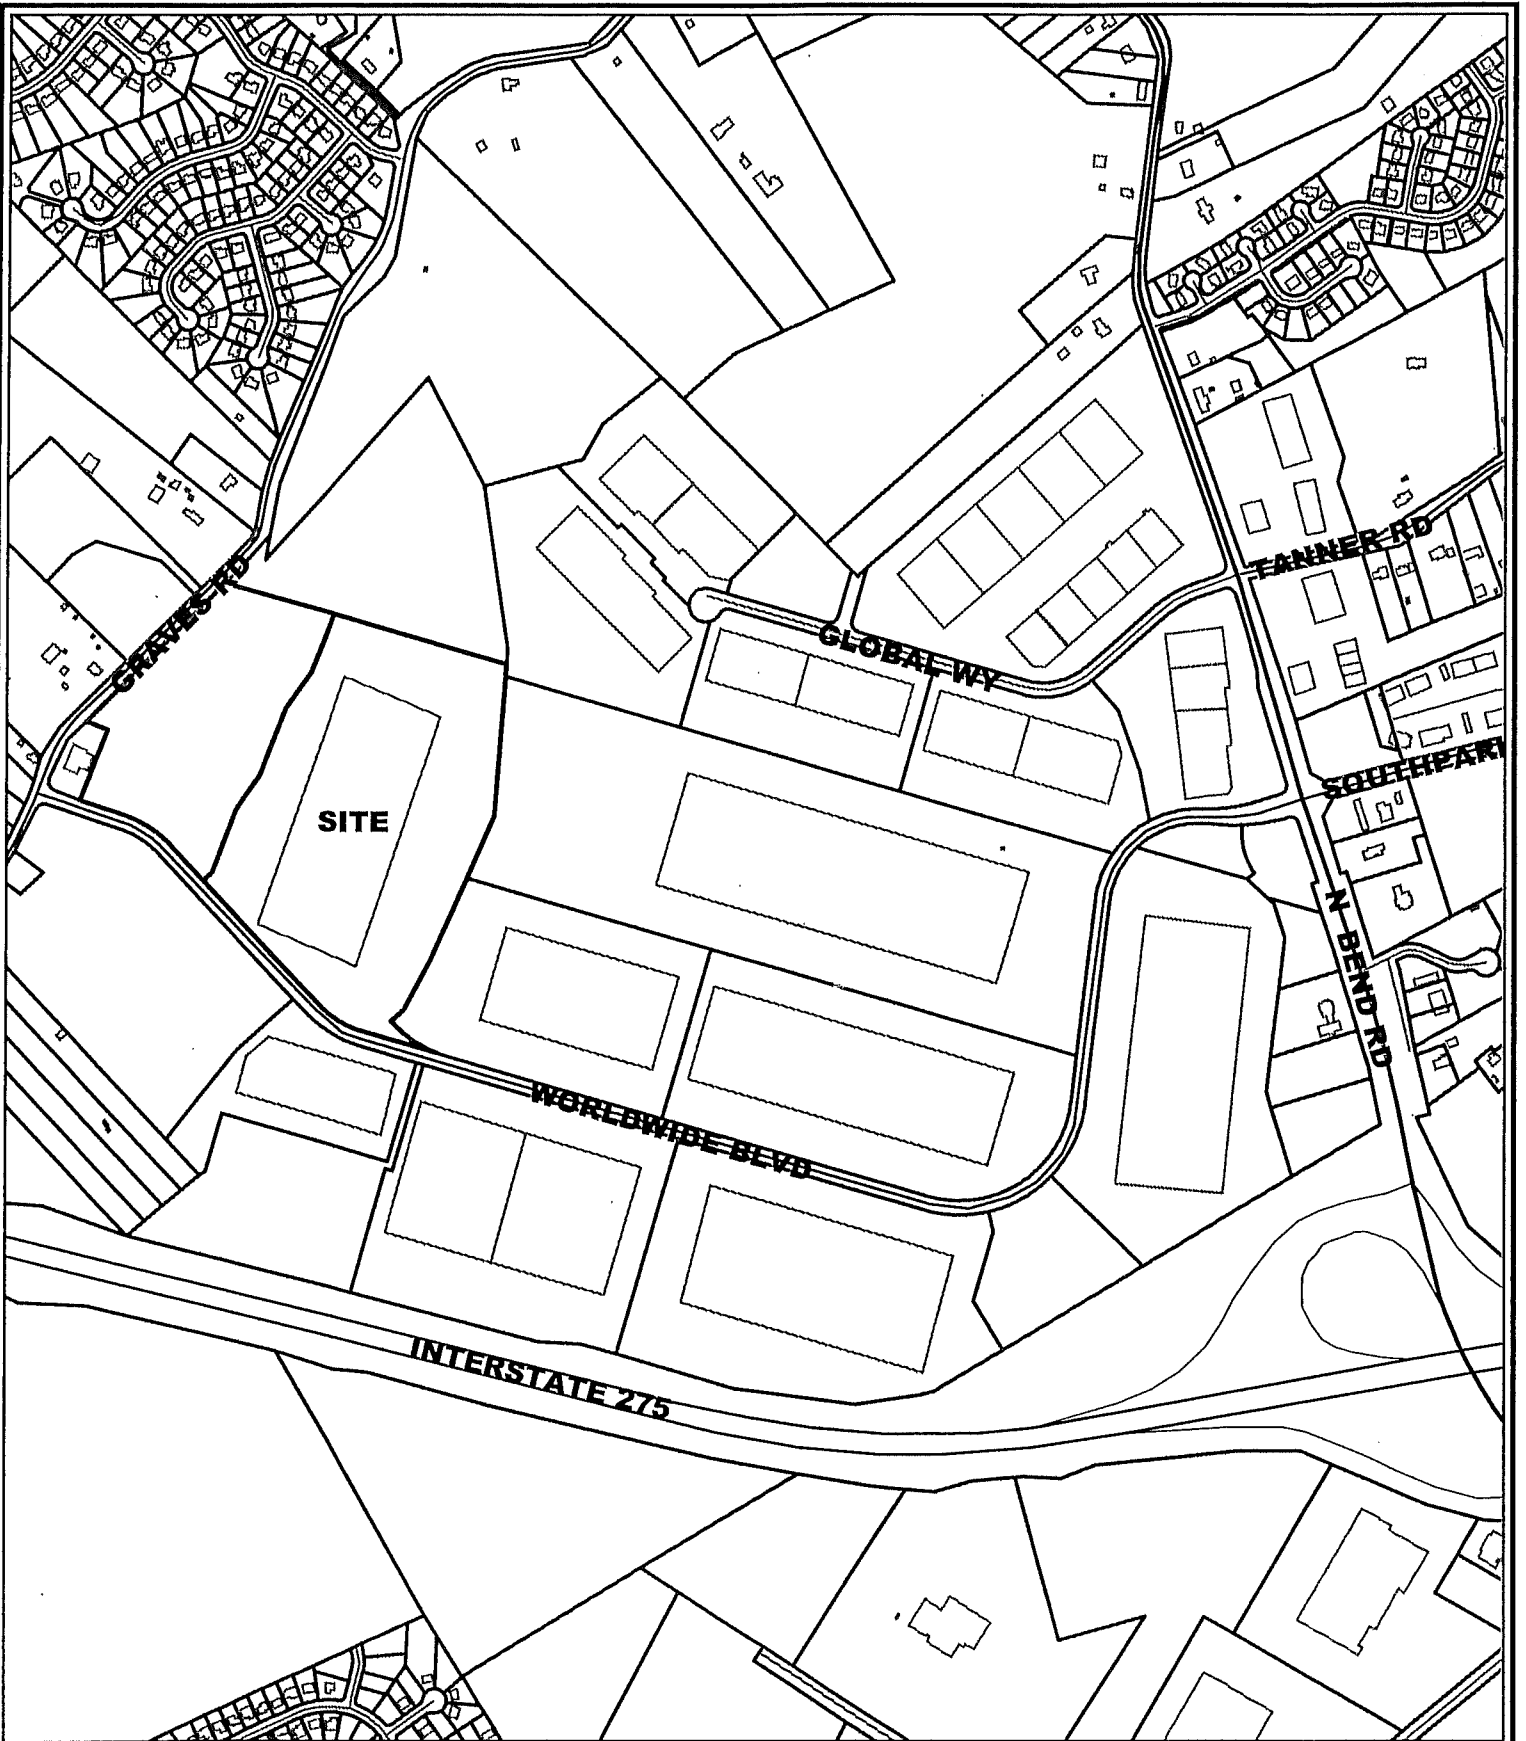 TANNER RD
GRAVES RD
GLOBAL WY
SOUTHPARK
SITE
N BEND RD
WORLDWIDE BLVD
INTERSTATE 275